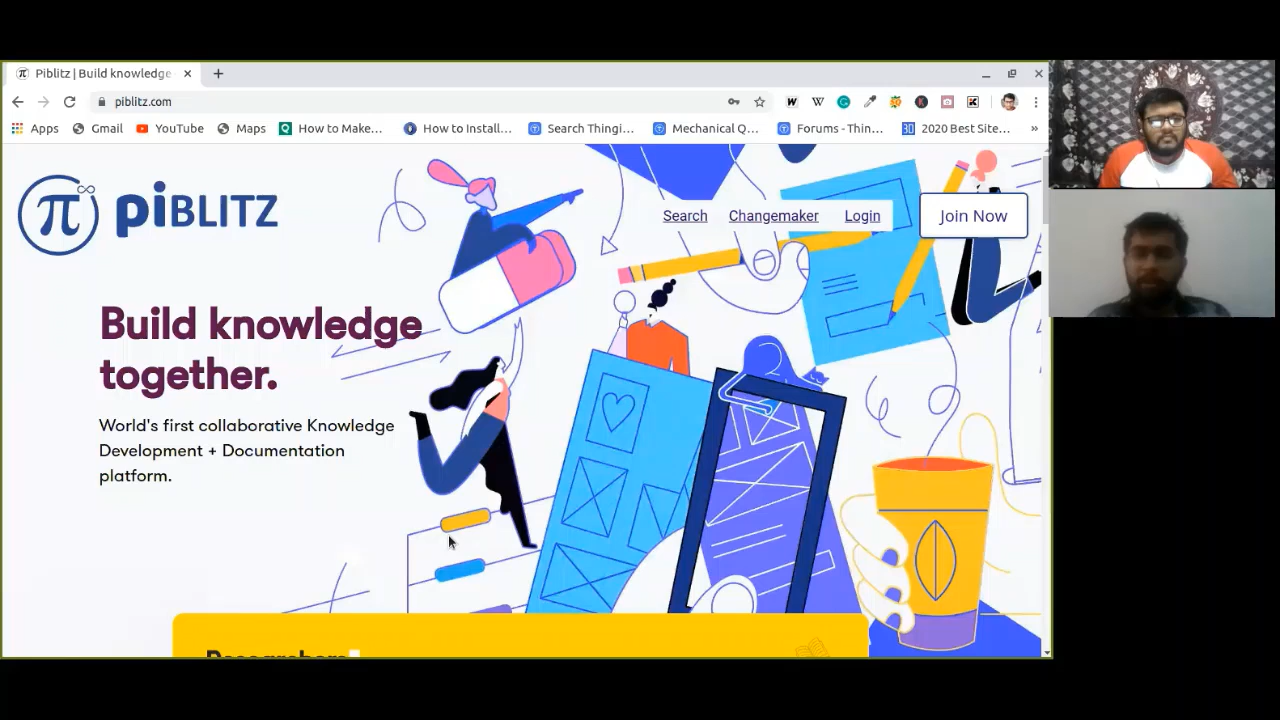 Piblitz | Build knowledge
piblitz.com
Apps
Gmail
YouTube
Maps
How to Make...
How to Install...
Search Thingi...
Mechanical Q...
Forums - Thin...
2020 Best Site...
»
π∞ piBLITZ
Search
Changemaker
Login
Join Now
Build knowledge
together.
World's first collaborative Knowledge
Development + Documentation
platform.